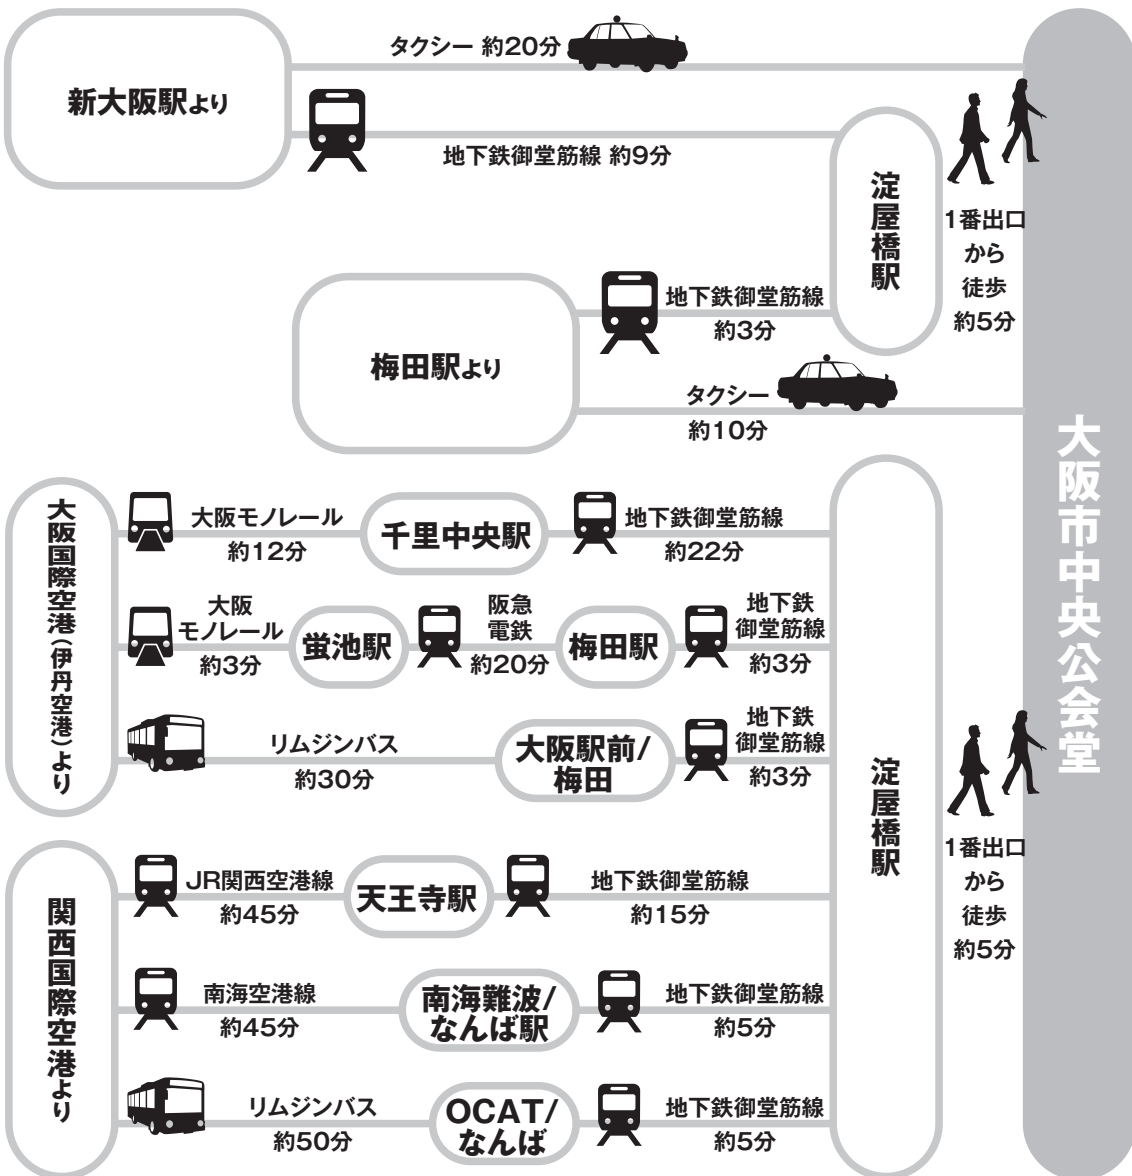 タクシー 約20分
新大阪駅より
地下鉄御堂筋線 約9分
淀屋橋駅
1番出口
から
徒歩
約5分
地下鉄御堂筋線
約3分
梅田駅より
タクシー
約10分
大阪市中央公会堂
大阪国際空港（伊丹空港）より
大阪モノレール
約12分
千里中央駅
地下鉄御堂筋線
約22分
大阪
モノレール
約3分
蛍池駅
阪急
電鉄
約20分
梅田駅
地下鉄
御堂筋線
約3分
リムジンバス
約30分
大阪駅前/
梅田
地下鉄
御堂筋線
約3分
淀屋橋駅
1番出口
から
徒歩
約5分
関西国際空港より
JR関西空港線
約45分
天王寺駅
地下鉄御堂筋線
約15分
南海空港線
約45分
南海難波/
なんば駅
地下鉄御堂筋線
約5分
リムジンバス
約50分
OCAT/
なんば
地下鉄御堂筋線
約5分